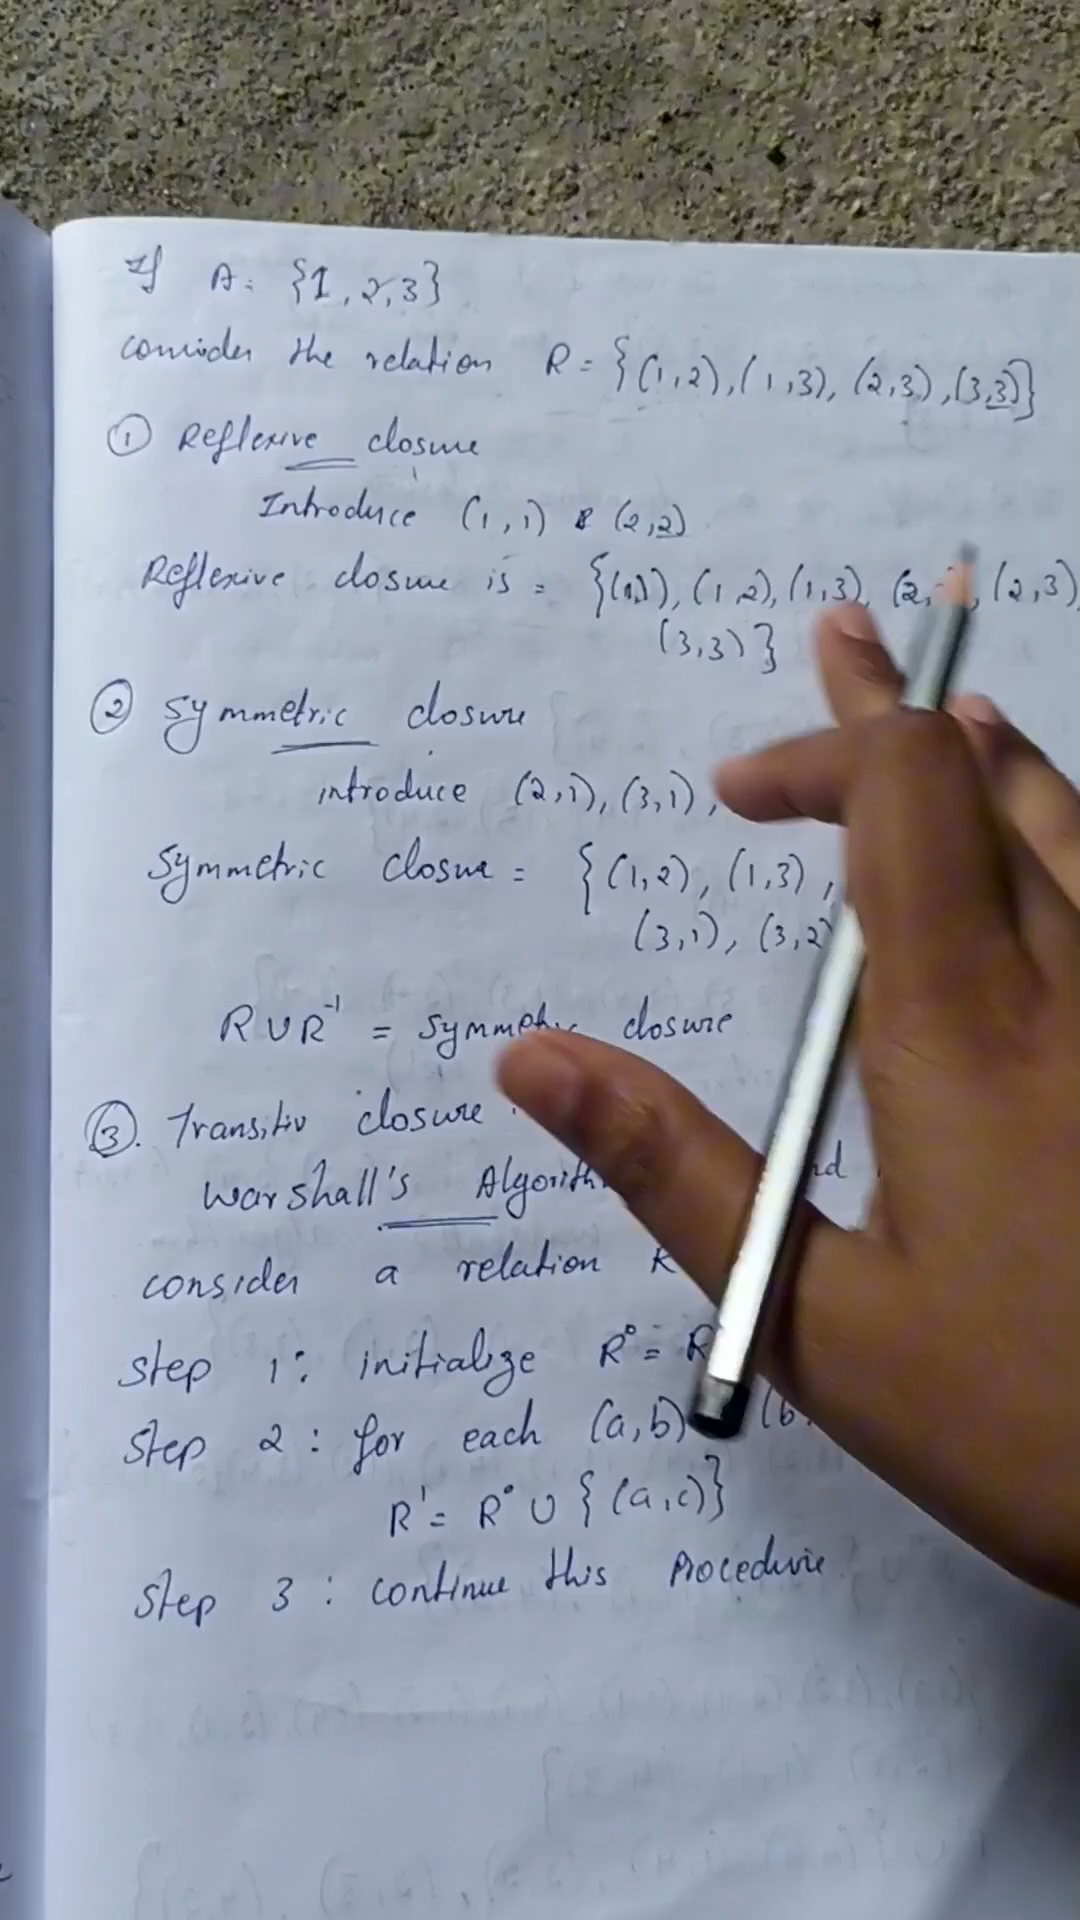 If A = {1, 2, 3}
consider the relation R = {(1,2), (1,3), (2,3), (3,3)}
① Reflexive closure
Introduce (1,1) & (2,2)
Reflexive closure is = {(1,1), (1,2), (1,3), (2, , (2,3),
(3,3)}
② Symmetric closure
introduce (2,1), (3,1),
Symmetric closure = {(1,2), (1,3),
(3,1), (3,2)
R∪R⁻¹ = Symmetric closure
③. Transitiv closure
Warshall's
consider a relation R
Step 1: initialize R⁰ = R
Step 2: for each (a,b) (b
R¹ = R⁰ ∪ {(a,c)}
Step 3: continue this Procedure